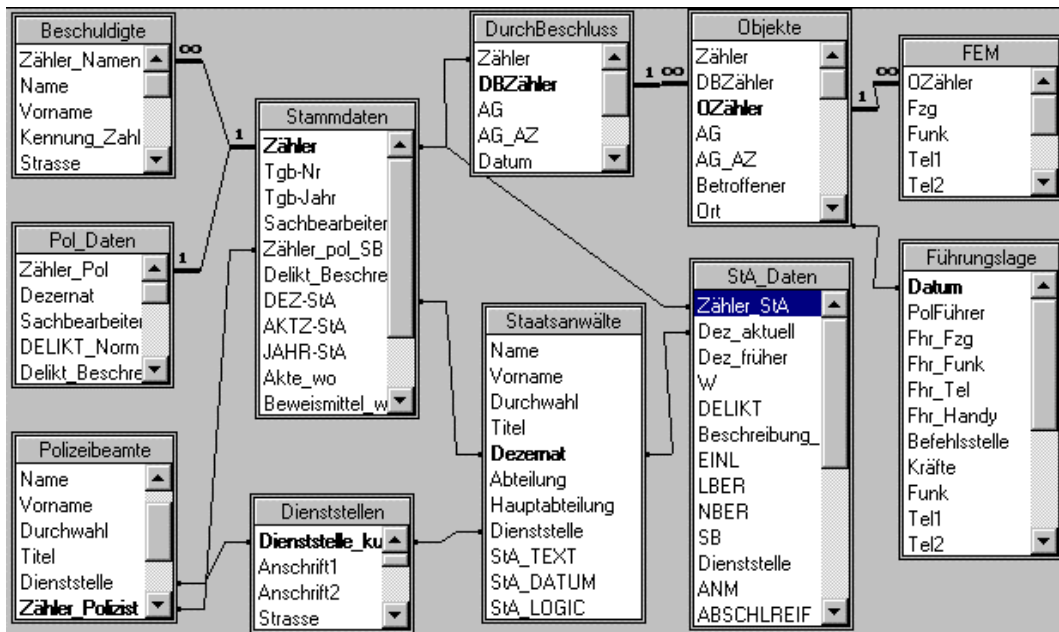 Beschuldigte
Zähler_Namen
Name
Vorname
Kennung_Zahl
Strasse
Pol_Daten
Zähler_Pol
Dezernat
Sachbearbeiter
DELIKT_Norm
Delikt_Beschre
Polizeibeamte
Name
Vorname
Durchwahl
Titel
Dienststelle
Zähler_Polizist
∞
1
1
Stammdaten
Zähler
Tgb-Nr
Tgb-Jahr
Sachbearbeiter
Zähler_pol_SB
Delikt_Beschre
DEZ-StA
AKTZ-StA
JAHR-StA
Akte_wo
Beweismittel_w
Dienststellen
Dienststelle_ku
Anschrift1
Anschrift2
Strasse
DurchBeschluss
Zähler
DBZähler
AG
AG_AZ
Datum
1 ∞
Staatsanwälte
Name
Vorname
Durchwahl
Titel
Dezernat
Abteilung
Hauptabteilung
Dienststelle
StA_TEXT
StA_DATUM
StA_LOGIC
Objekte
Zähler
DBZähler
OZähler
AG
AG_AZ
Betroffener
Ort
1 ∞
StA_Daten
Zähler_StA
Dez_aktuell
Dez_früher
W
DELIKT
Beschreibung_
EINL
LBER
NBER
SB
Dienststelle
ANM
ABSCHLREIF
FEM
OZähler
Fzg
Funk
Tel1
Tel2
Führungslage
Datum
PolFührer
Fhr_Fzg
Fhr_Funk
Fhr_Tel
Fhr_Handy
Befehlsstelle
Kräfte
Funk
Tel1
Tel2